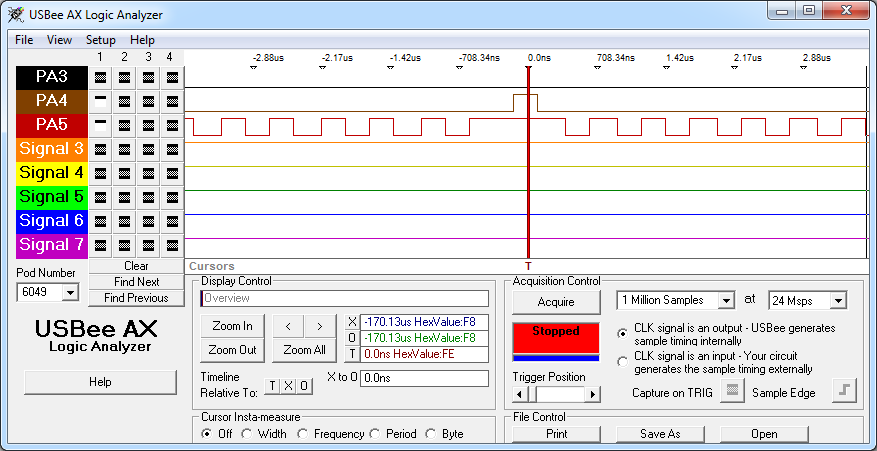 USBee AX Logic Analyzer
File View Setup Help
1 2 3 4
-2.88us -2.17us -1.42us -708.34ns 0.0ns 708.34ns 1.42us 2.17us 2.88us
PA3
PA4
PA5
Signal 3
Signal 4
Signal 5
Signal 6
Signal 7
Cursors T
Pod Number
6049
Clear
Find Next
Find Previous
USBee AX
Logic Analyzer
Help
Display Control
Overview
Zoom In < >
Zoom Out Zoom All
X -170.13us HexValue:F8
O -170.13us HexValue:F8
T 0.0ns HexValue:FE
Timeline
Relative To: T X O
X to O 0.0ns
Cursor Insta-measure
Off Width Frequency Period Byte
Acquisition Control
Acquire 1 Million Samples at 24 Msps
Stopped
CLK signal is an output - USBee generates
sample timing internally
CLK signal is an input - Your circuit
generates the sample timing externally
Trigger Position
Capture on TRIG Sample Edge
File Control
Print Save As Open